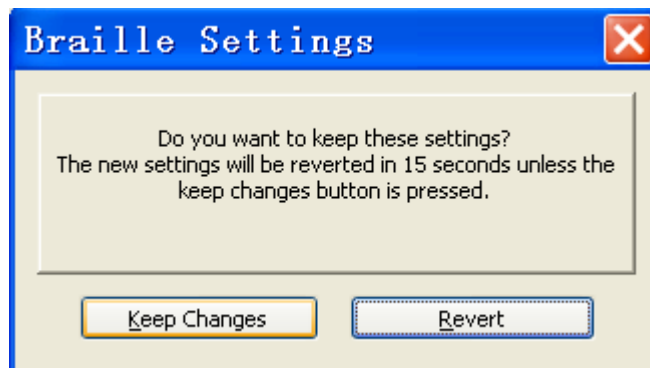 Braille Settings
Do you want to keep these settings?
The new settings will be reverted in 15 seconds unless the
keep changes button is pressed.
Keep Changes
Revert